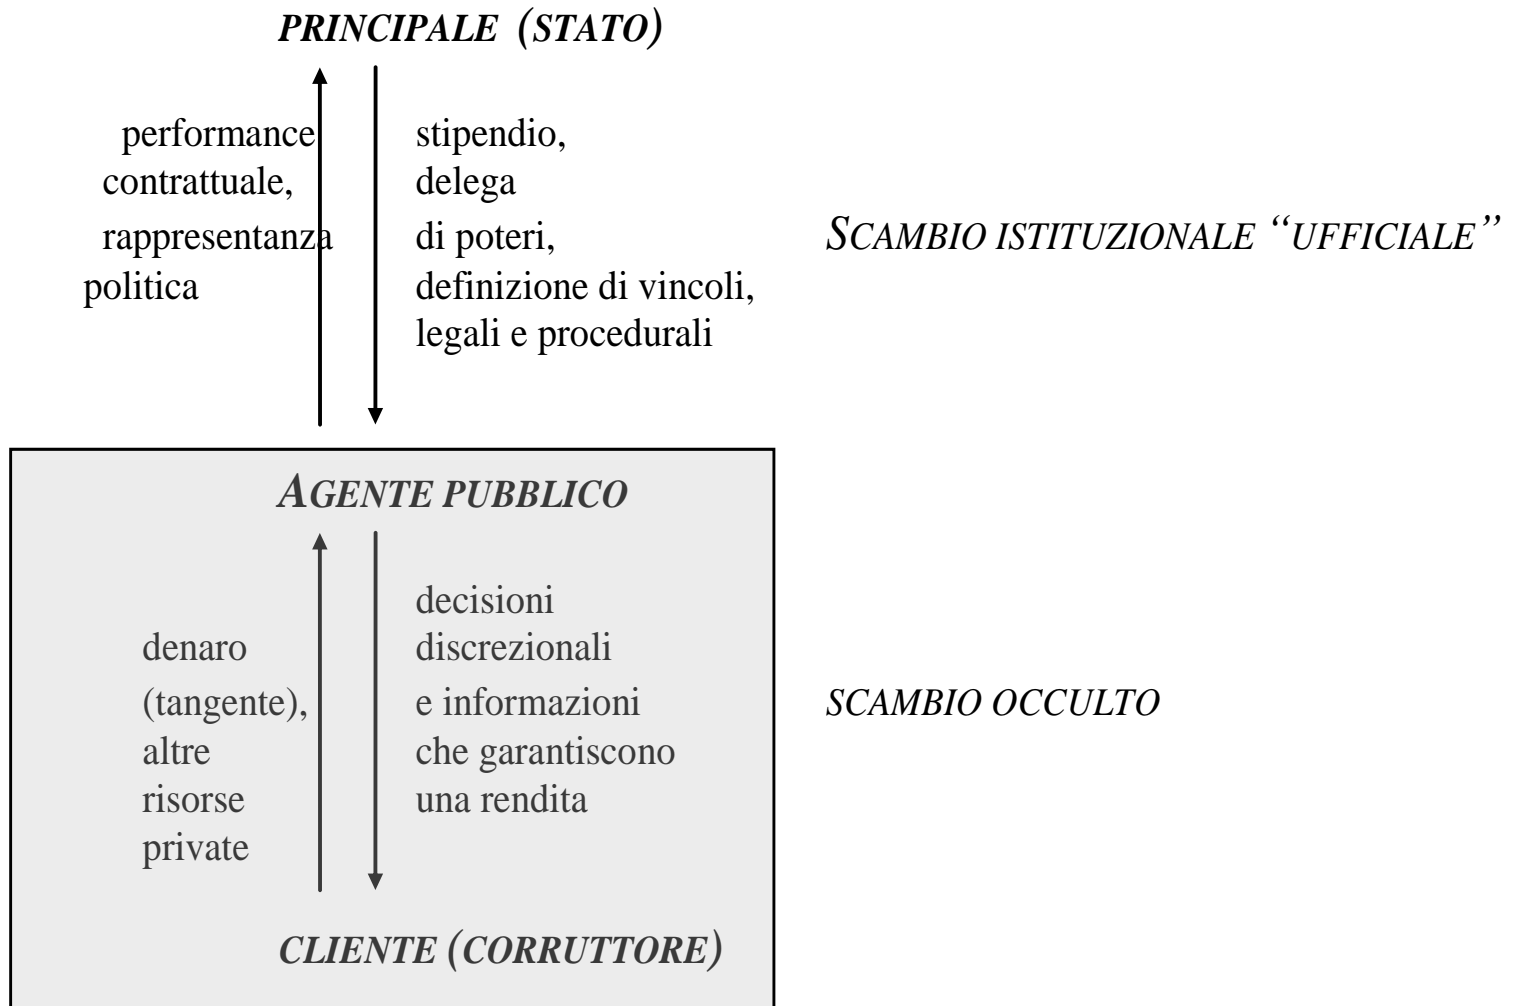 PRINCIPALE (STATO)
performance
contrattuale,
rappresentanza
politica
stipendio,
delega
di poteri,
definizione di vincoli,
legali e procedurali
SCAMBIO ISTITUZIONALE “UFFICIALE”
AGENTE PUBBLICO
denaro
(tangente),
altre
risorse
private
decisioni
discrezionali
e informazioni
che garantiscono
una rendita
SCAMBIO OCCULTO
CLIENTE (CORRUTTORE)